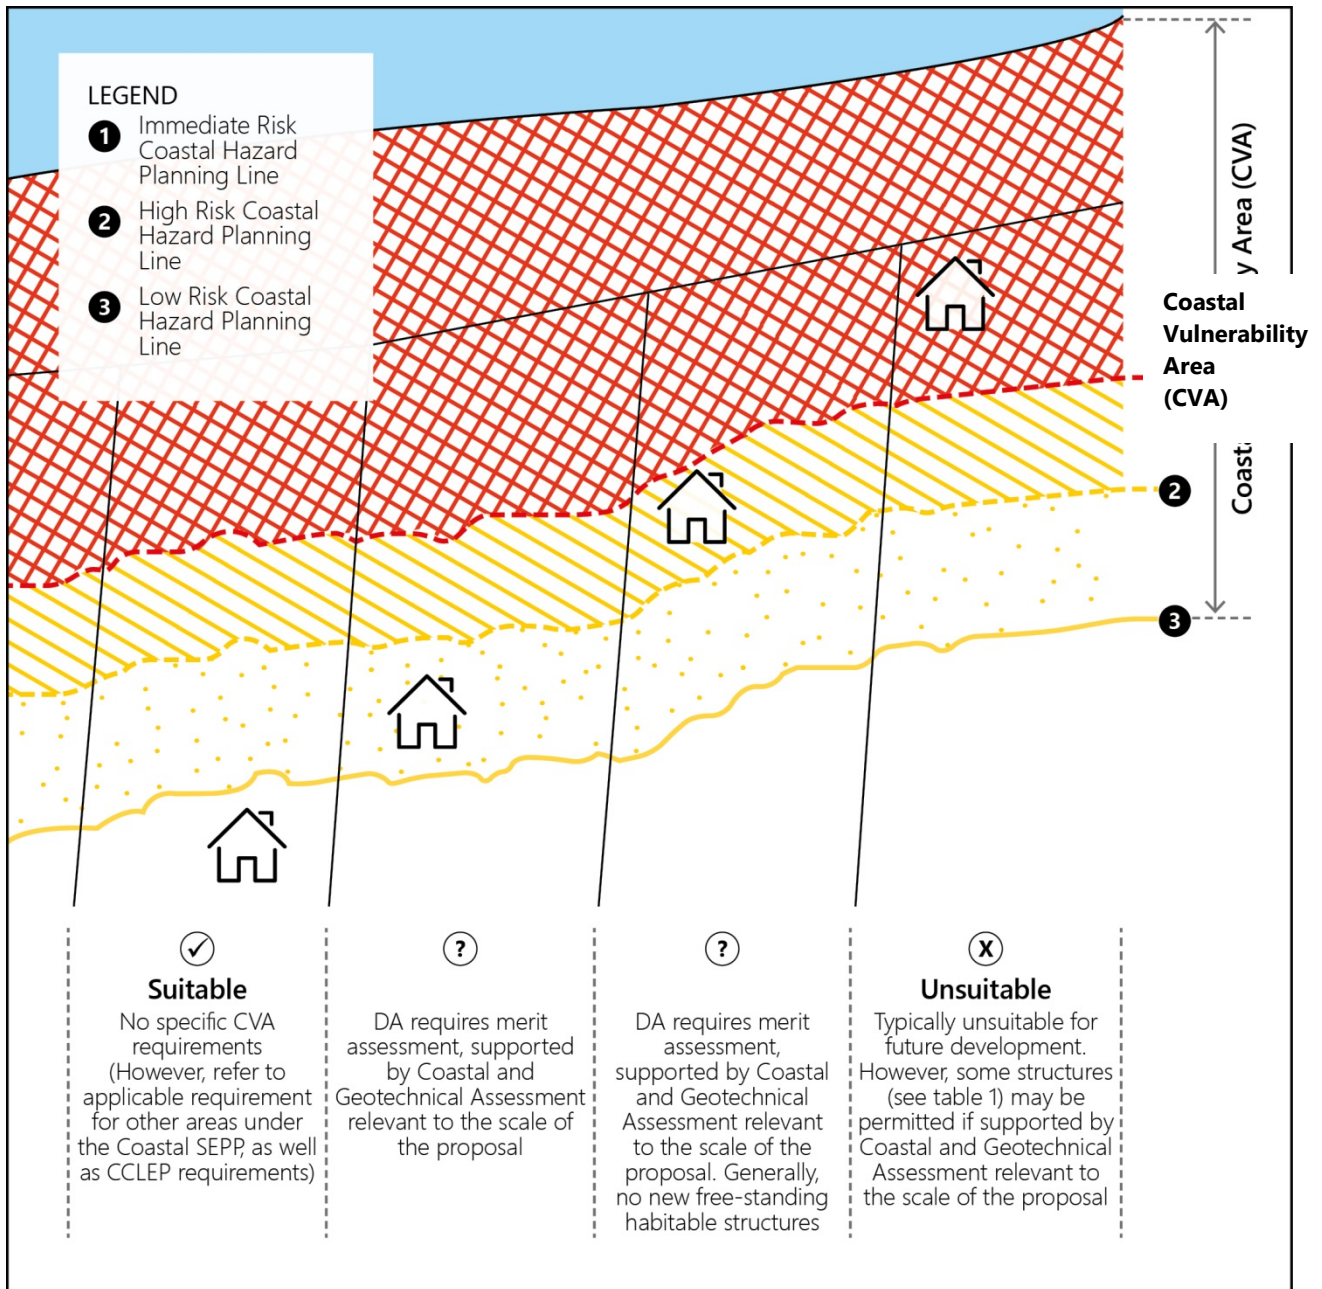 LEGEND
1 Immediate Risk
Coastal Hazard
Planning Line
2 High Risk Coastal
Hazard Planning
Line
3 Low Risk Coastal
Hazard Planning
Line
y Area (CVA)
Coasta
Coastal
Vulnerability
Area
(CVA)
2
3
✓
Suitable
No specific CVA
requirements
(However, refer to
applicable requirement
for other areas under
the Coastal SEPP, as well
as CCLEP requirements)
?
DA requires merit
assessment, supported
by Coastal and
Geotechnical Assessment
relevant to the scale of
the proposal
?
DA requires merit
assessment,
supported by Coastal
and Geotechnical
Assessment relevant
to the scale of the
proposal. Generally,
no new free-standing
habitable structures
X
Unsuitable
Typically unsuitable for
future development.
However, some structures
(see table 1) may be
permitted if supported by
Coastal and Geotechnical
Assessment relevant to
the scale of the proposal